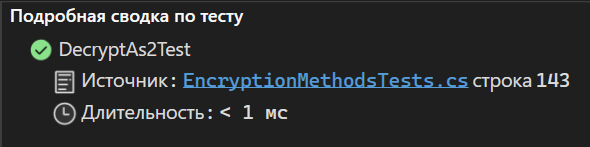 Подробная сводка по тесту
DecryptAs2Test
Источник: EncryptionMethodsTests.cs строка 143
Длительность: < 1 мс